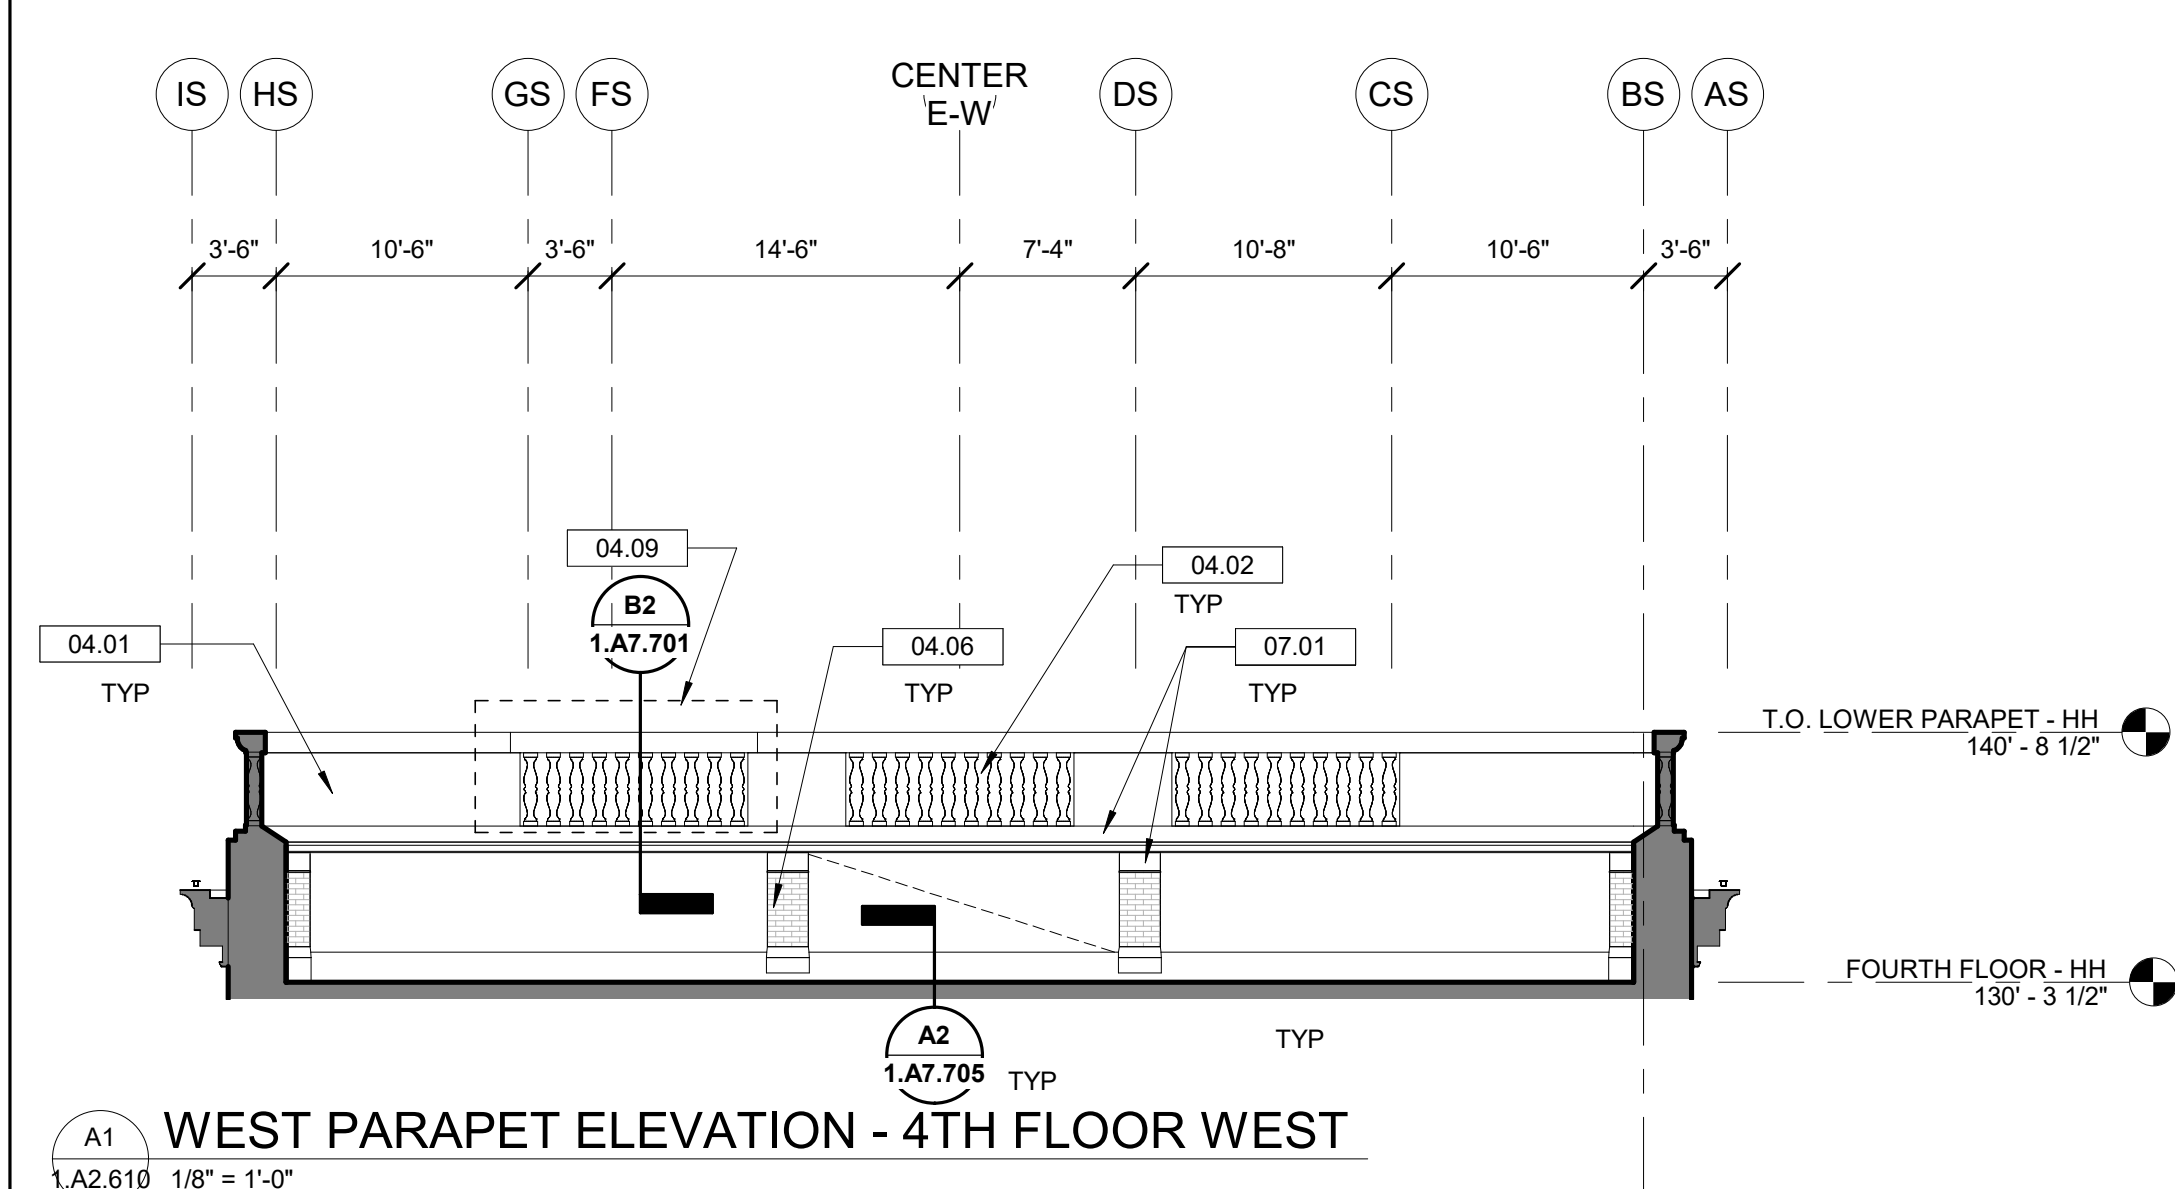 IS HS GS FS CENTER DS CS BS AS
E-W
3'-6" 10'-6" 3'-6" 14'-6" 7'-4" 10'-8" 10'-6" 3'-6"
04.09
04.02
TYP
B2
1.A7.701
04.01
TYP
04.06
TYP
07.01
TYP
T.O. LOWER PARAPET - HH
140' - 8 1/2"
FOURTH FLOOR - HH
130' - 3 1/2"
A2
1.A7.705
TYP
TYP
A1
1.A2.610
WEST PARAPET ELEVATION - 4TH FLOOR WEST
1/8" = 1'-0"